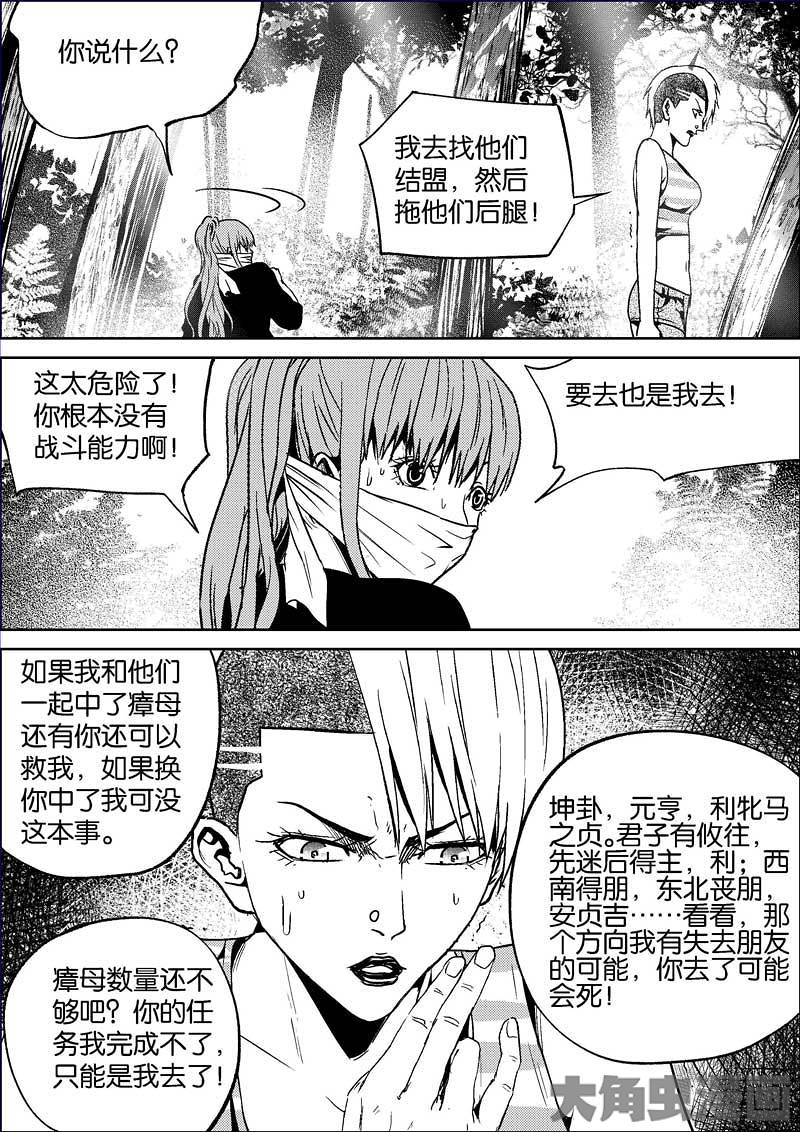 你说什么？
我去找他们
结盟，然后
拖他们后腿！
这太危险了！
你根本没有
战斗能力啊！
要去也是我去！
如果我和他们
一起中了瘴母
还有你还可以
救我，如果换
你中了我可没
这本事。
坤卦，元亨，利牝马
之贞。君子有攸往，
先迷后得主，利；西
南得朋，东北丧朋，
安贞吉……看看，那
个方向我有失去朋友
的可能，你去了可能
会死！
瘴母数量还不
够吧？你的任
务我完成不了，
只能是我去了！
大角虫漫画